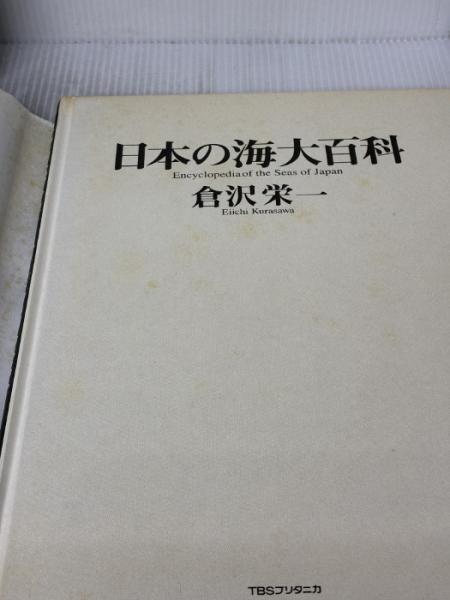 日本の海大百科
Encyclopedia of the Seas of Japan
倉沢栄一
Eiichi Kurasawa
TBSブリタニカ